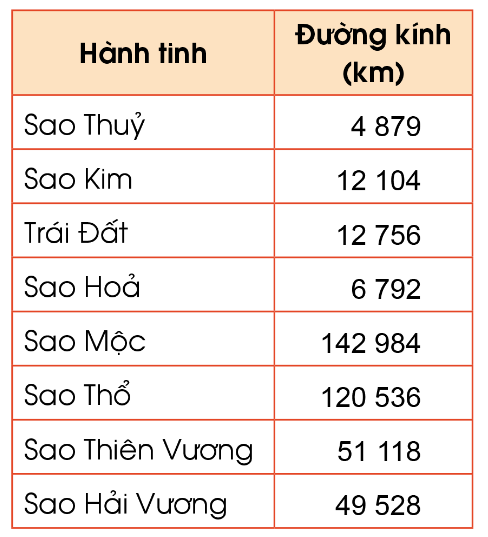 Hành tinh
Đường kính
(km)
Sao Thuỷ 4 879
Sao Kim 12 104
Trái Đất 12 756
Sao Hoả 6 792
Sao Mộc 142 984
Sao Thổ 120 536
Sao Thiên Vương 51 118
Sao Hải Vương 49 528